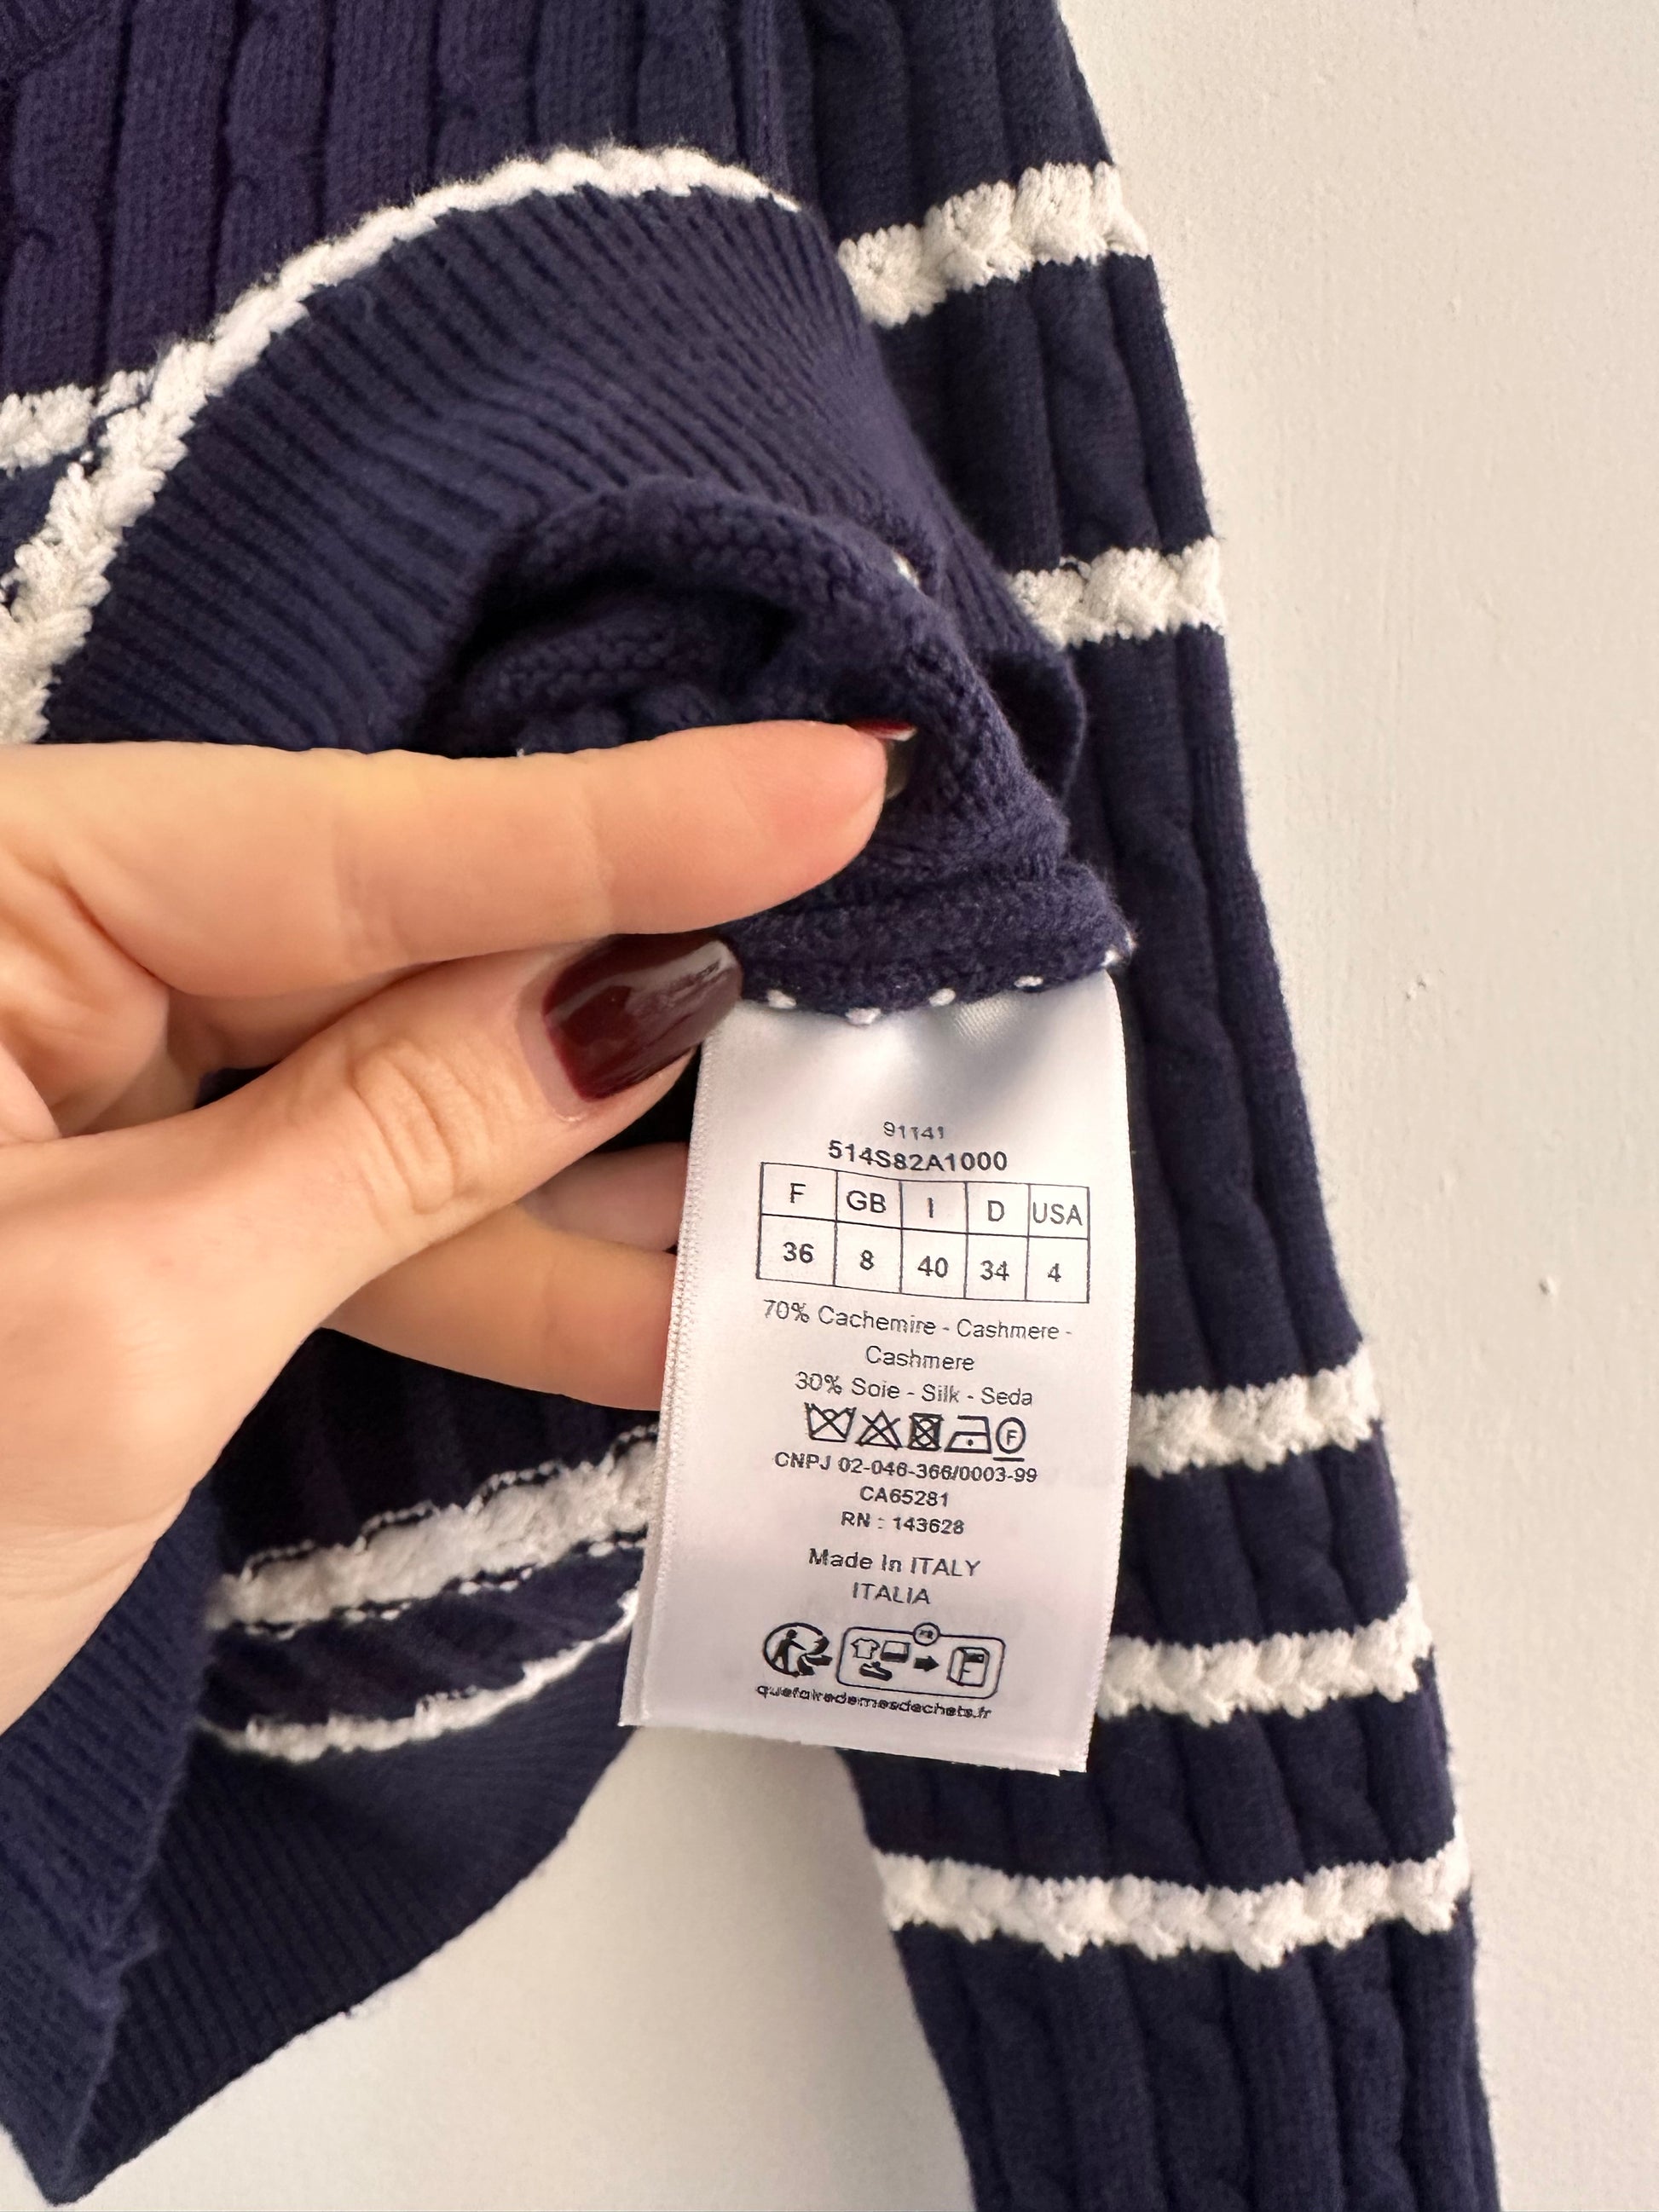 91141
514S82A1000
F GB I D USA
36 8 40 34 4
70% Cachemire - Cashmere -
Cashmere
30% Soie - Silk - Seda
F
CNPJ 02-046-366/0003-99
CA65281
RN : 143628
Made In ITALY
ITALIA
FR
quefairedemesdechets.fr